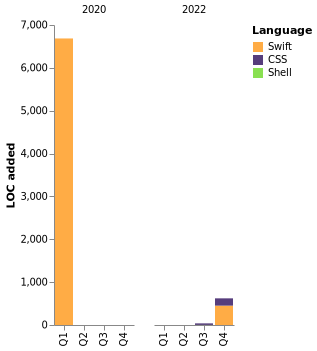 2020 2022
Language
Swift
CSS
Shell
7,000
6,000
5,000
4,000
3,000
2,000
1,000
0
LOC added
Q1 Q2 Q3 Q4 Q1 Q2 Q3 Q4